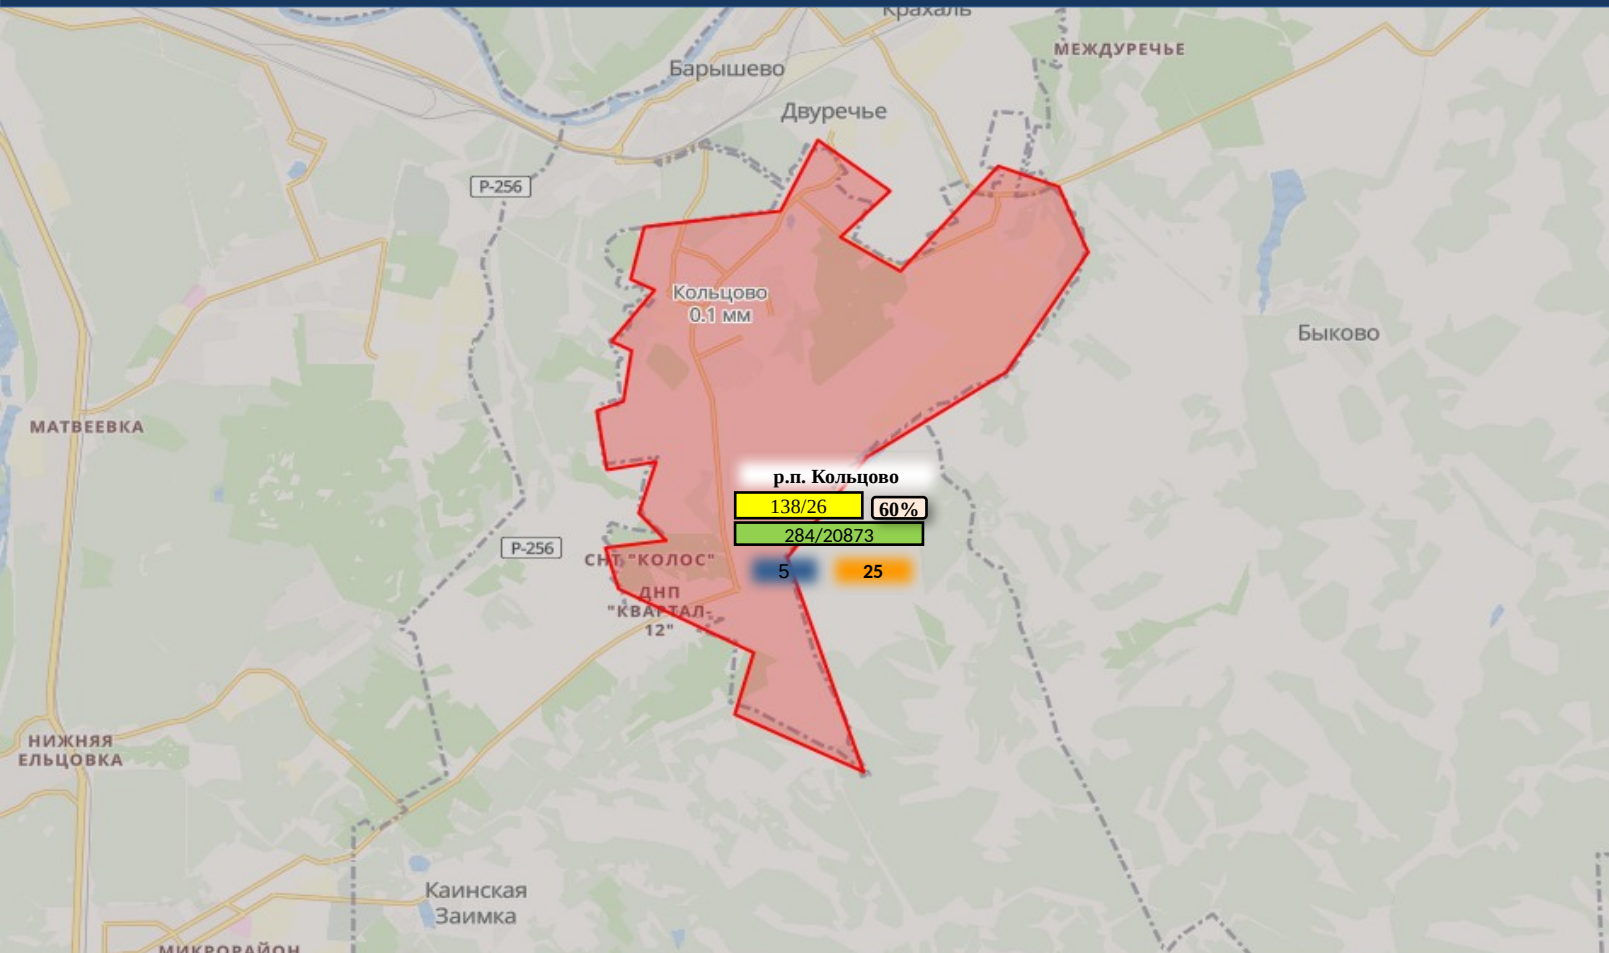 Крахаль
МЕЖДУРЕЧЬЕ
Барышево
Двуречье
Р-256
Кольцово
0.1 мм
Быково
МАТВЕЕВКА
р.п. Кольцово
138/26
60%
284/20873
Р-256
СНТ "КОЛОС"
5
25
ДНП
"КВАРТАЛ-
12"
НИЖНЯЯ
ЕЛЬЦОВКА
Каинская
Заимка
МИКРОРАЙОН